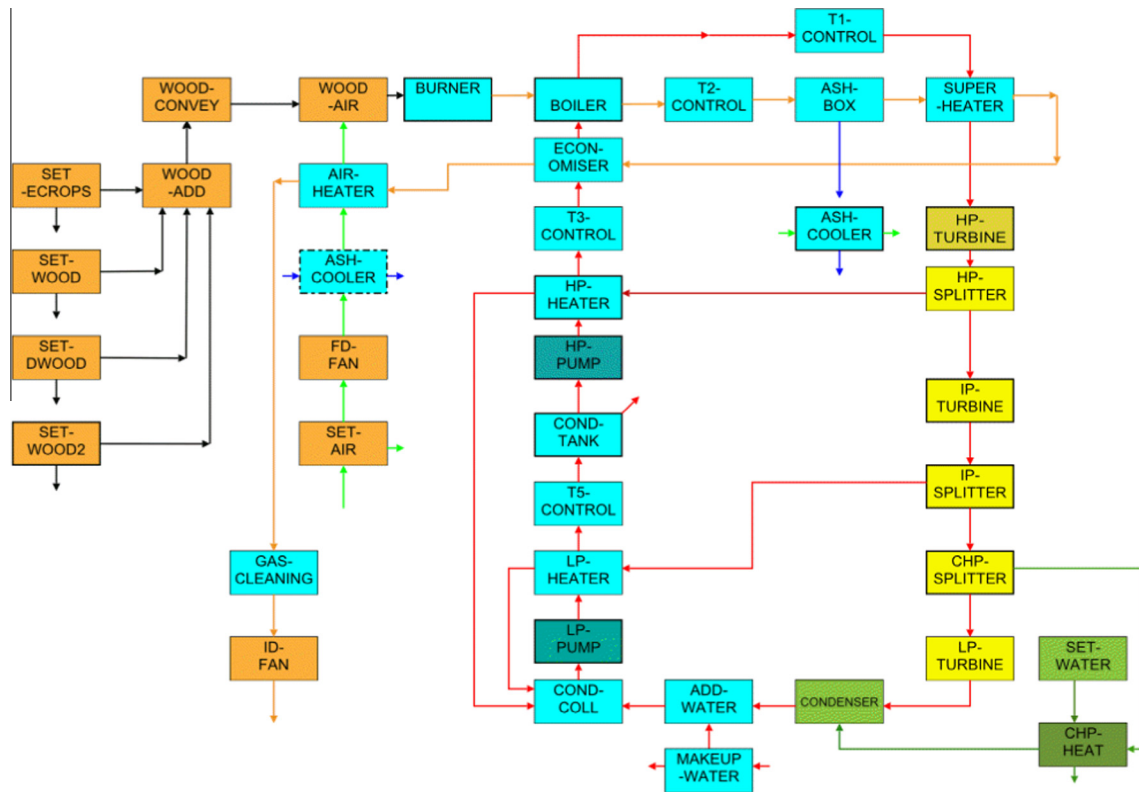 T1-
CONTROL
WOOD-
CONVEY
WOOD
-AIR
BURNER
BOILER
T2-
CONTROL
ASH-
BOX
SUPER
-HEATER
SET
-ECROPS
WOOD
-ADD
AIR-
HEATER
ECON-
OMISER
SET-
WOOD
ASH-
COOLER
T3-
CONTROL
ASH-
COOLER
HP-
TURBINE
HP-
HEATER
HP-
SPLITTER
SET-
DWOOD
FD-
FAN
HP-
PUMP
IP-
TURBINE
SET-
WOOD2
SET-
AIR
COND-
TANK
T5-
CONTROL
IP-
SPLITTER
GAS-
CLEANING
LP-
HEATER
CHP-
SPLITTER
ID-
FAN
LP-
PUMP
LP-
TURBINE
SET-
WATER
COND-
COLL
ADD-
WATER
CONDENSER
CHP-
HEAT
MAKEUP
-WATER